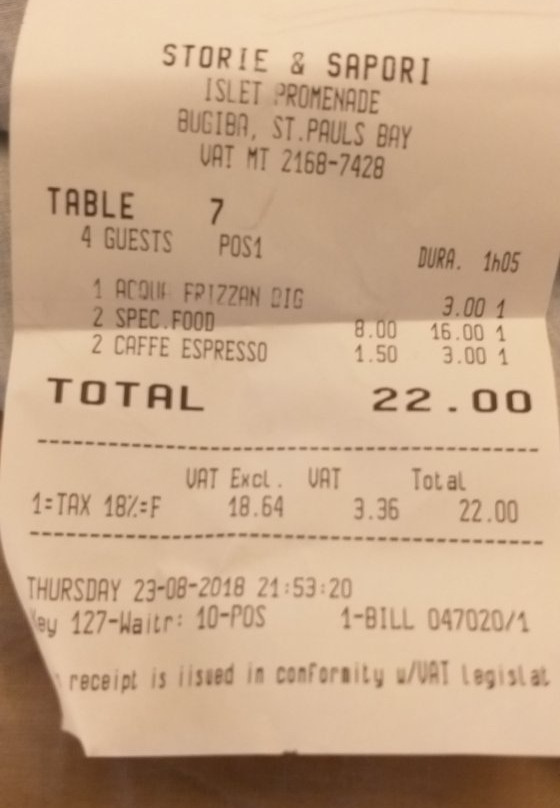 STORIE & SAPORI
ISLET PROMENADE
BUGIBA, ST.PAULS BAY
VAT MT 2168-7428
TABLE 7
4 GUESTS POS1 DURA. 1h05
1 FRIZZAN BIG 3.00 1
2 SPEC.FOOD 8.00 16.00 1
2 CAFFE ESPRESSO 1.50 3.00 1
TOTAL 22.00
VAT Excl. VAT Total
1=TAX 18%=F 18.64 3.36 22.00
THURSDAY 23-08-2018 21:53:20
127-Waitr: 10-POS 1-BILL 047020/1
receipt is iisued in conformity w/VAT legislat